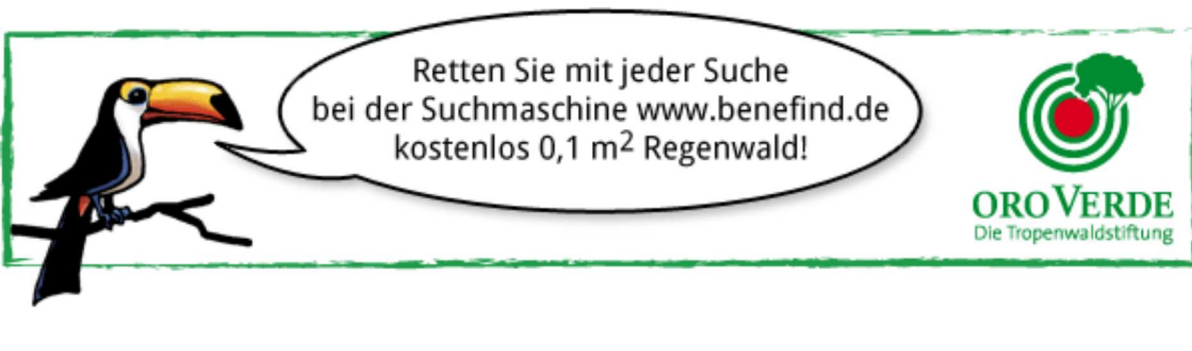 Retten Sie mit jeder Suche
bei der Suchmaschine www.benefind.de
kostenlos 0,1 m² Regenwald!
ORO VERDE
Die Tropenwaldstiftung